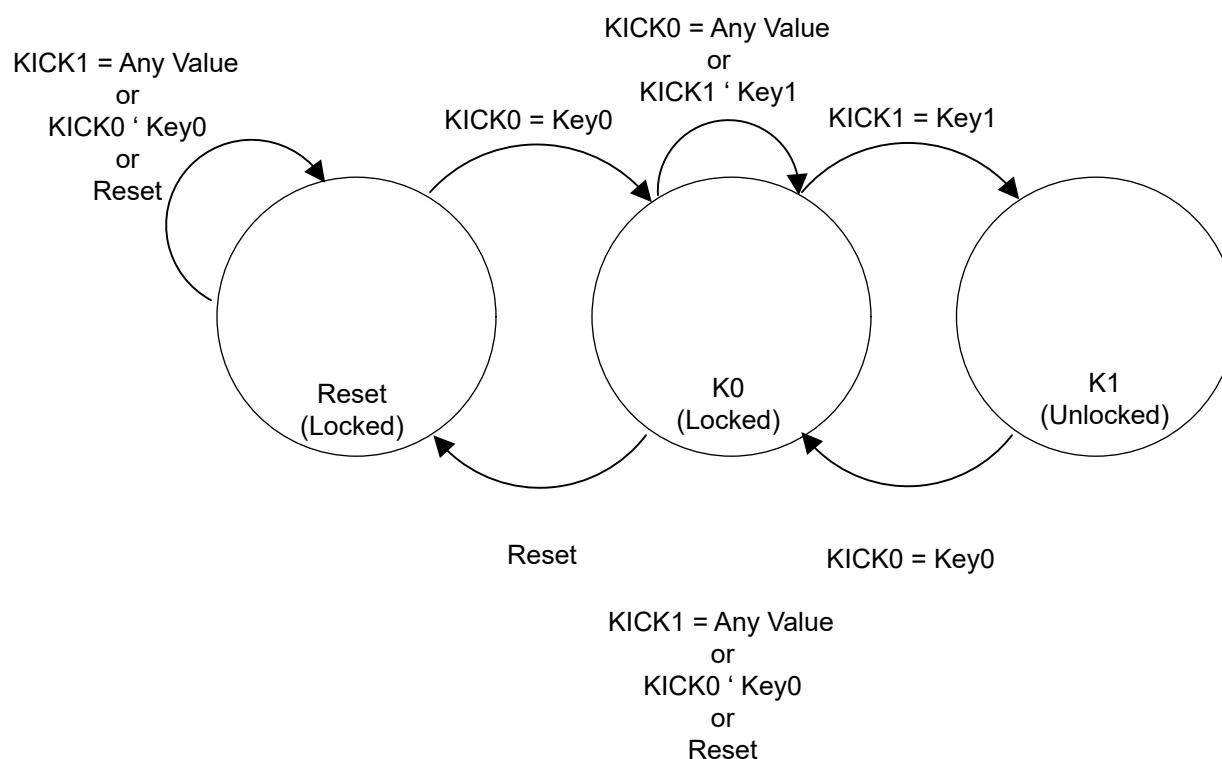 KICK1 = Any Value
or
KICK0 ‘ Key0
or
Reset
KICK0 = Key0
KICK0 = Any Value
or
KICK1 ‘ Key1
KICK1 = Key1
Reset
(Locked)
K0
(Locked)
K1
(Unlocked)
Reset
KICK0 = Key0
KICK1 = Any Value
or
KICK0 ‘ Key0
or
Reset